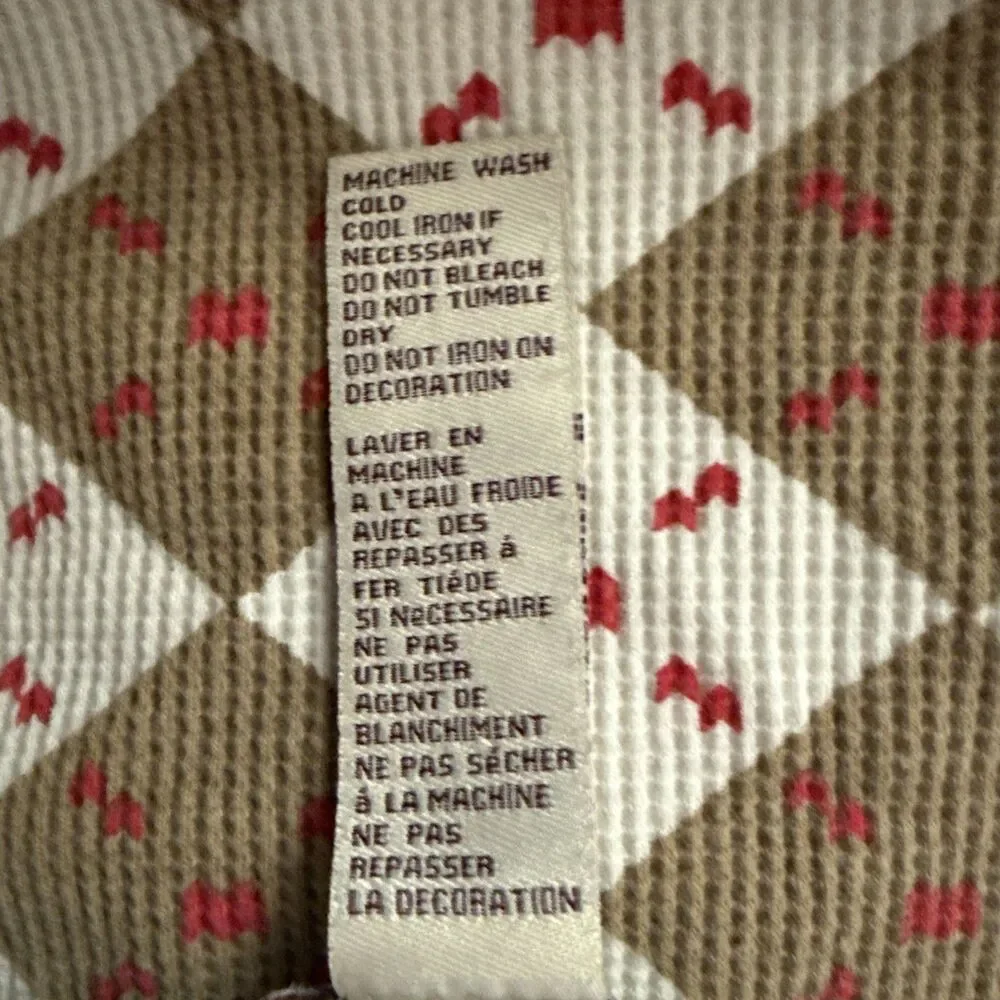 MACHINE WASH
COLD
COOL IRON IF
NECESSARY
DO NOT BLEACH
DO NOT TUMBLE
DRY
DO NOT IRON ON
DECORATION
LAVER EN
MACHINE
A L'EAU FROIDE
AVEC DES
REPASSER á
FER TIéDE
SI NéCESSAIRE
NE PAS
UTILISER
AGENT DE
BLANCHIMENT
NE PAS SéCHER
á LA MACHINE
NE PAS
REPASSER
LA DECORATION